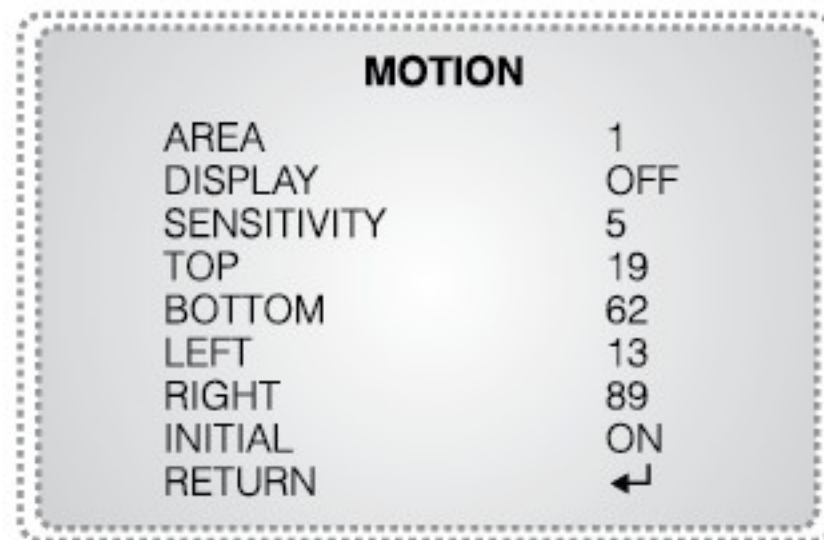 MOTION
AREA 1
DISPLAY OFF
SENSITIVITY 5
TOP 19
BOTTOM 62
LEFT 13
RIGHT 89
INITIAL ON
RETURN ↵